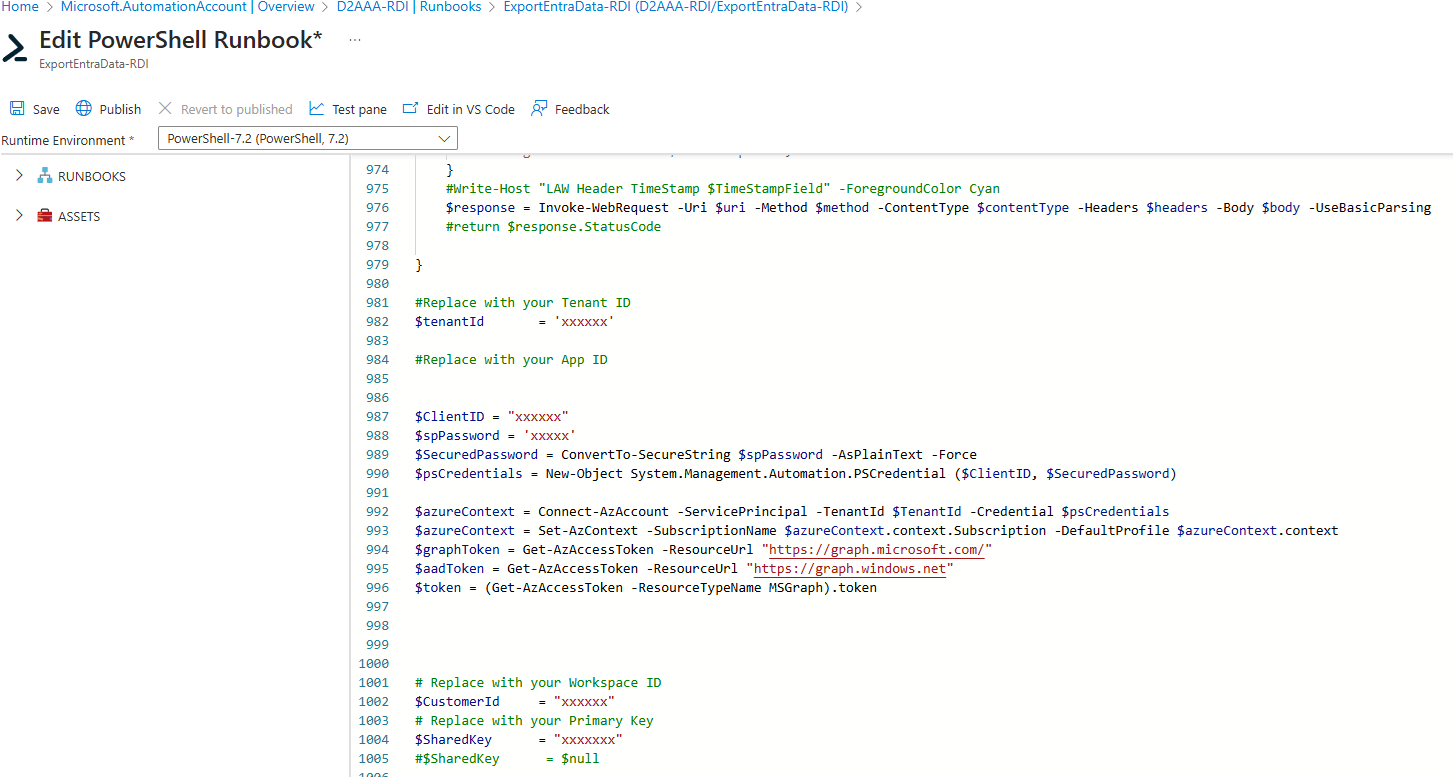 Home > Microsoft.AutomationAccount | Overview > D2AAA-RDI | Runbooks > ExportEntraData-RDI (D2AAA-RDI/ExportEntraData-RDI) >
Edit PowerShell Runbook* ...
ExportEntraData-RDI
Save Publish Revert to published Test pane Edit in VS Code Feedback
Runtime Environment * PowerShell-7.2 (PowerShell, 7.2)
RUNBOOKS
ASSETS
974 }
975 #Write-Host "LAW Header TimeStamp $TimeStampField" -ForegroundColor Cyan
976 $response = Invoke-WebRequest -Uri $uri -Method $method -ContentType $contentType -Headers $headers -Body $body -UseBasicParsing
977 #return $response.StatusCode
978
979 }
980
981 #Replace with your Tenant ID
982 $tenantId = 'xxxxxx'
983
984 #Replace with your App ID
985
986
987 $ClientID = "xxxxxx"
988 $spPassword = 'xxxxx'
989 $SecuredPassword = ConvertTo-SecureString $spPassword -AsPlainText -Force
990 $psCredentials = New-Object System.Management.Automation.PSCredential ($ClientID, $SecuredPassword)
991
992 $azureContext = Connect-AzAccount -ServicePrincipal -TenantId $TenantId -Credential $psCredentials
993 $azureContext = Set-AzContext -SubscriptionName $azureContext.context.Subscription -DefaultProfile $azureContext.context
994 $graphToken = Get-AzAccessToken -ResourceUrl "https://graph.microsoft.com/"
995 $aadToken = Get-AzAccessToken -ResourceUrl "https://graph.windows.net"
996 $token = (Get-AzAccessToken -ResourceTypeName MSGraph).token
997
998
999
1000
1001 # Replace with your Workspace ID
1002 $CustomerId = "xxxxxx"
1003 # Replace with your Primary Key
1004 $SharedKey = "xxxxxxx"
1005 #$SharedKey = $null